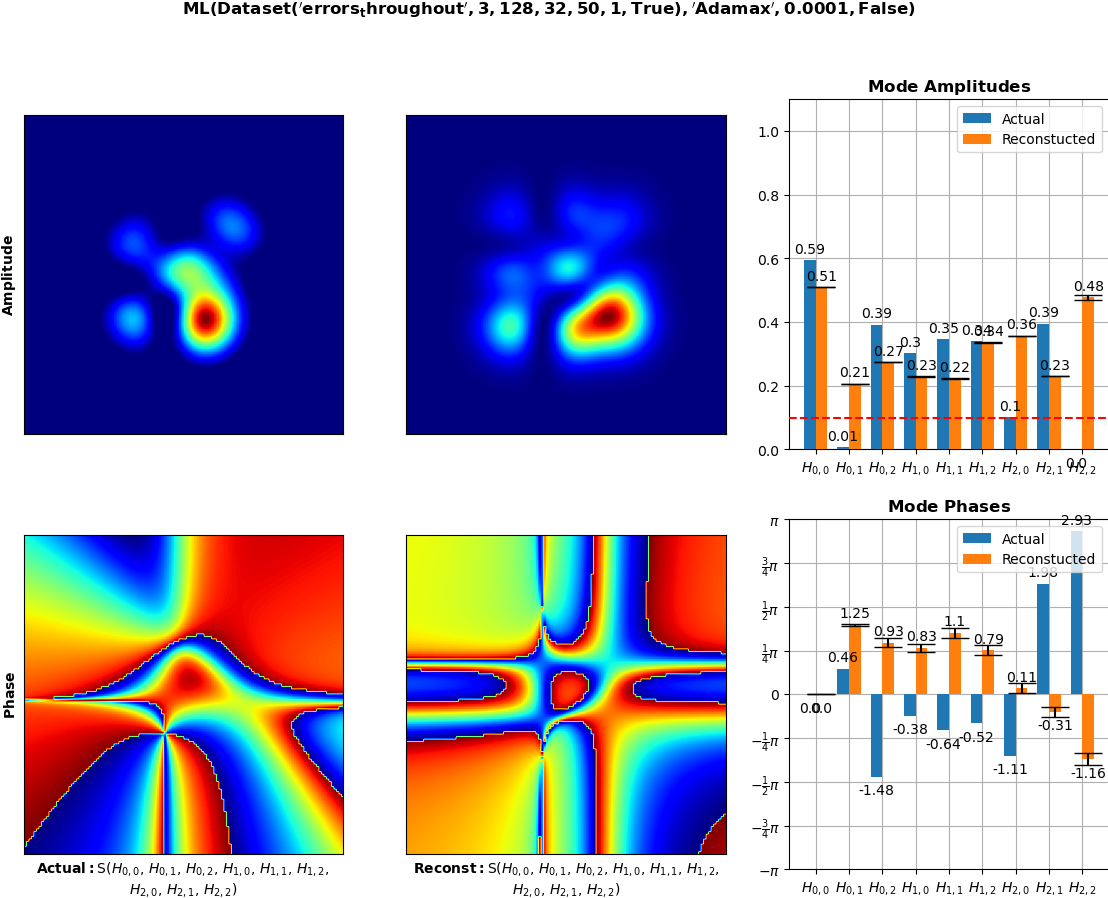 ML(Dataset('errors_throughout', 3, 128, 32, 50, 1, True), 'Adamax', 0.0001, False)
Amplitude
Mode Amplitudes
Actual
Reconstucted
1.0
0.8
0.6
0.4
0.2
0.0
0.59
0.51
0.01
0.21
0.39
0.27
0.3
0.23
0.35
0.22
0.34
0.34
0.1
0.36
0.39
0.23
0.0
0.48
H0,0 H0,1 H0,2 H1,0 H1,1 H1,2 H2,0 H2,1 H2,2
Phase
Mode Phases
Actual
Reconstucted
π
3/4π
1/2π
1/4π
0
−1/4π
−1/2π
−3/4π
−π
0.0
0.0
0.46
1.25
-1.48
0.93
-0.38
0.83
-0.64
1.1
-0.52
0.79
-1.11
0.11
1.98
-0.31
2.93
-1.16
H0,0 H0,1 H0,2 H1,0 H1,1 H1,2 H2,0 H2,1 H2,2
Actual: S(H0,0, H0,1, H0,2, H1,0, H1,1, H1,2,
H2,0, H2,1, H2,2)
Reconst: S(H0,0, H0,1, H0,2, H1,0, H1,1, H1,2,
H2,0, H2,1, H2,2)